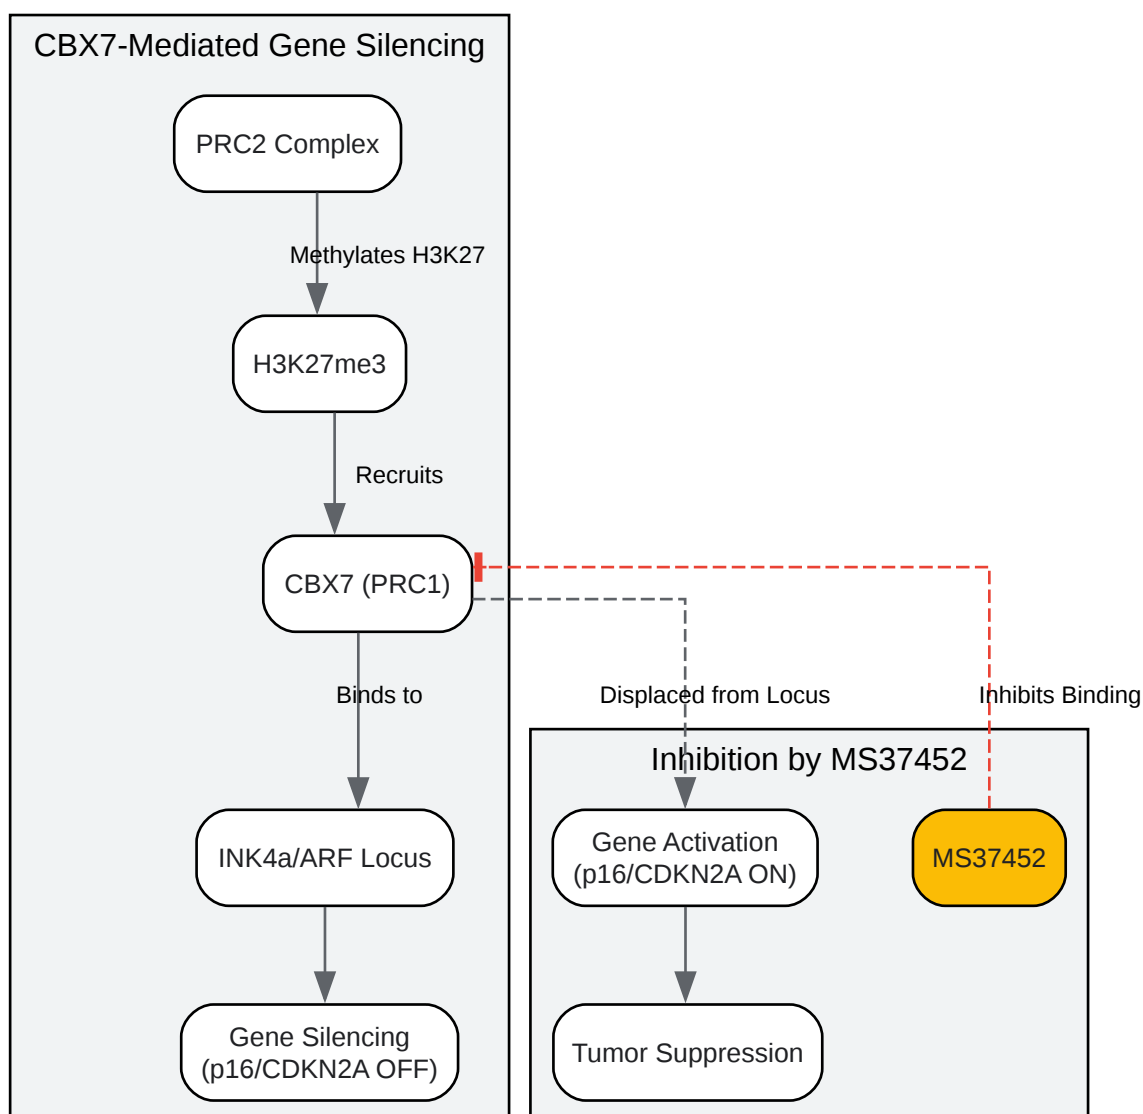 CBX7-Mediated Gene Silencing
PRC2 Complex
Methylates H3K27
H3K27me3
Recruits
CBX7 (PRC1)
Binds to
Displaced from Locus
Inhibits Binding
Inhibition by MS37452
INK4a/ARF Locus
Gene Activation
(p16/CDKN2A ON)
MS37452
Gene Silencing
(p16/CDKN2A OFF)
Tumor Suppression